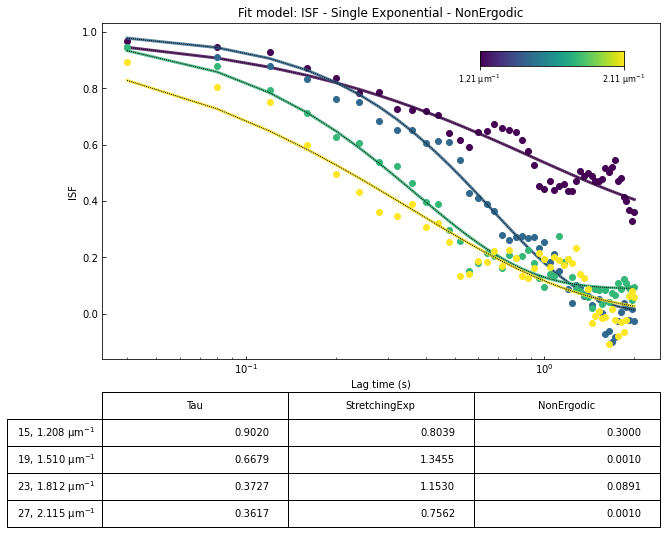 Fit model: ISF - Single Exponential - NonErgodic
1.0
0.8
0.6
0.4
0.2
0.0
ISF
1.21 μm⁻¹ 2.11 μm⁻¹
10⁻¹ 10⁰
Lag time (s)
Tau StretchingExp NonErgodic
15, 1.208 μm⁻¹ 0.9020 0.8039 0.3000
19, 1.510 μm⁻¹ 0.6679 1.3455 0.0010
23, 1.812 μm⁻¹ 0.3727 1.1530 0.0891
27, 2.115 μm⁻¹ 0.3617 0.7562 0.0010